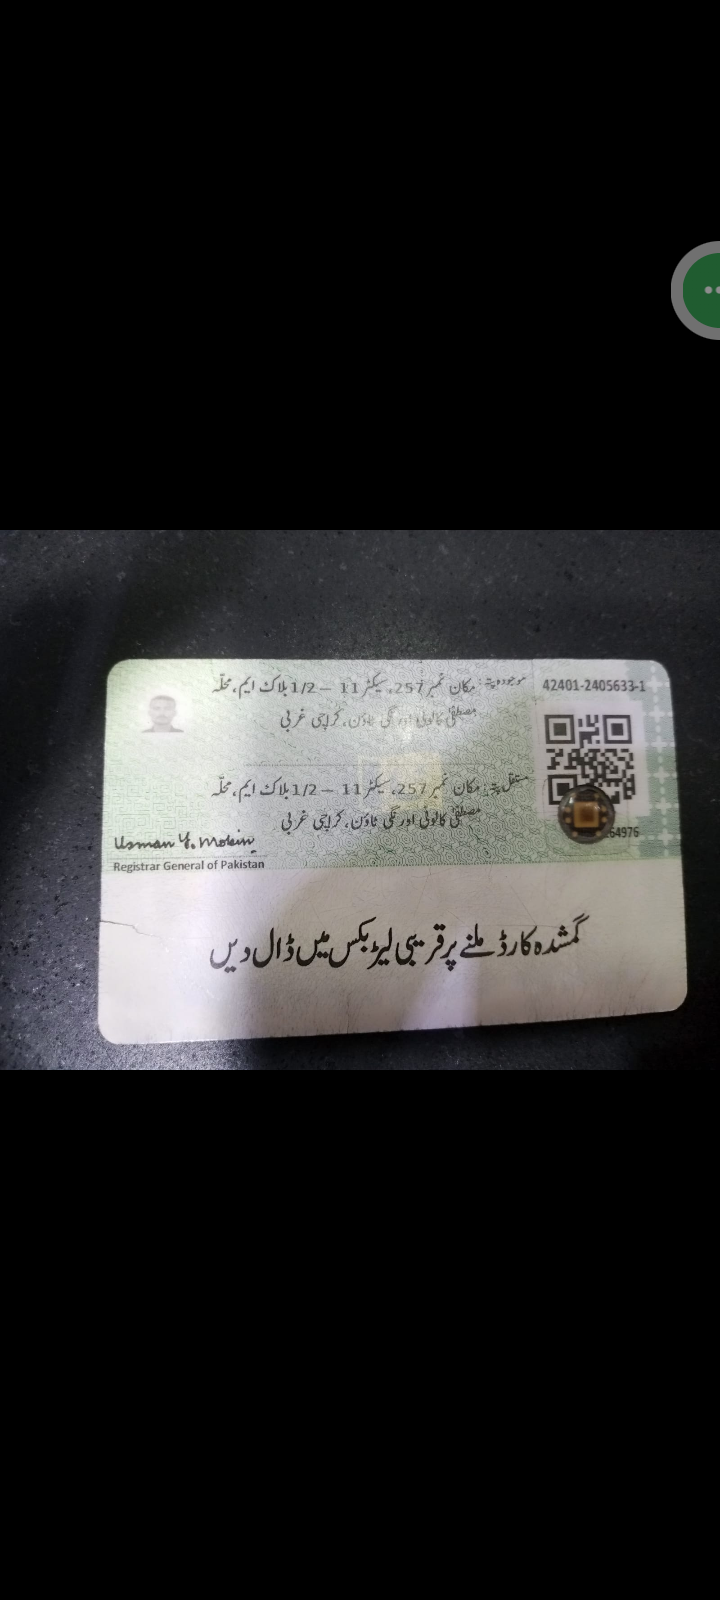 موجودہ پتہ: مکان نمبر 257، سیکٹر 11 – 1/2 بلاک ایم، محلّہ
مصطفیٰ کالونی اورنگی ٹاؤن، کراچی غربی
42401-2405633-1
مستقل پتہ: مکان نمبر 257، سیکٹر 11 – 1/2 بلاک ایم، محلّہ
مصطفیٰ کالونی اورنگی ٹاؤن، کراچی غربی
64976
Usman Y. Mobin
Registrar General of Pakistan
گمشدہ کارڈ ملنے پر قریبی لیٹر بکس میں ڈال دیں